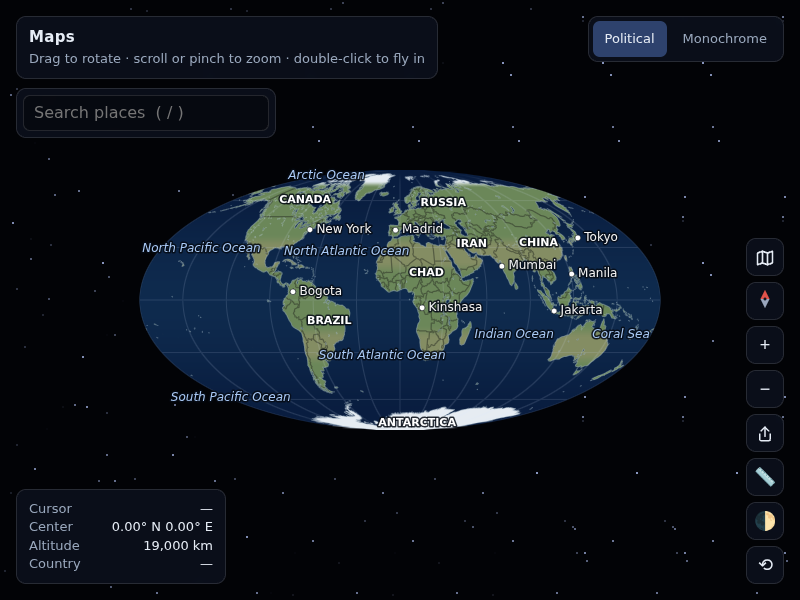 Maps
Drag to rotate · scroll or pinch to zoom · double-click to fly in
Political
Monochrome
Search places ( / )
Arctic Ocean
CANADA
RUSSIA
New York
Madrid
Tokyo
North Pacific Ocean
North Atlantic Ocean
IRAN
CHINA
CHAD
Mumbai
Manila
Bogota
Kinshasa
Jakarta
BRAZIL
Indian Ocean
Coral Sea
South Atlantic Ocean
South Pacific Ocean
ANTARCTICA
+
−
Cursor —
Center 0.00° N 0.00° E
Altitude 19,000 km
Country —